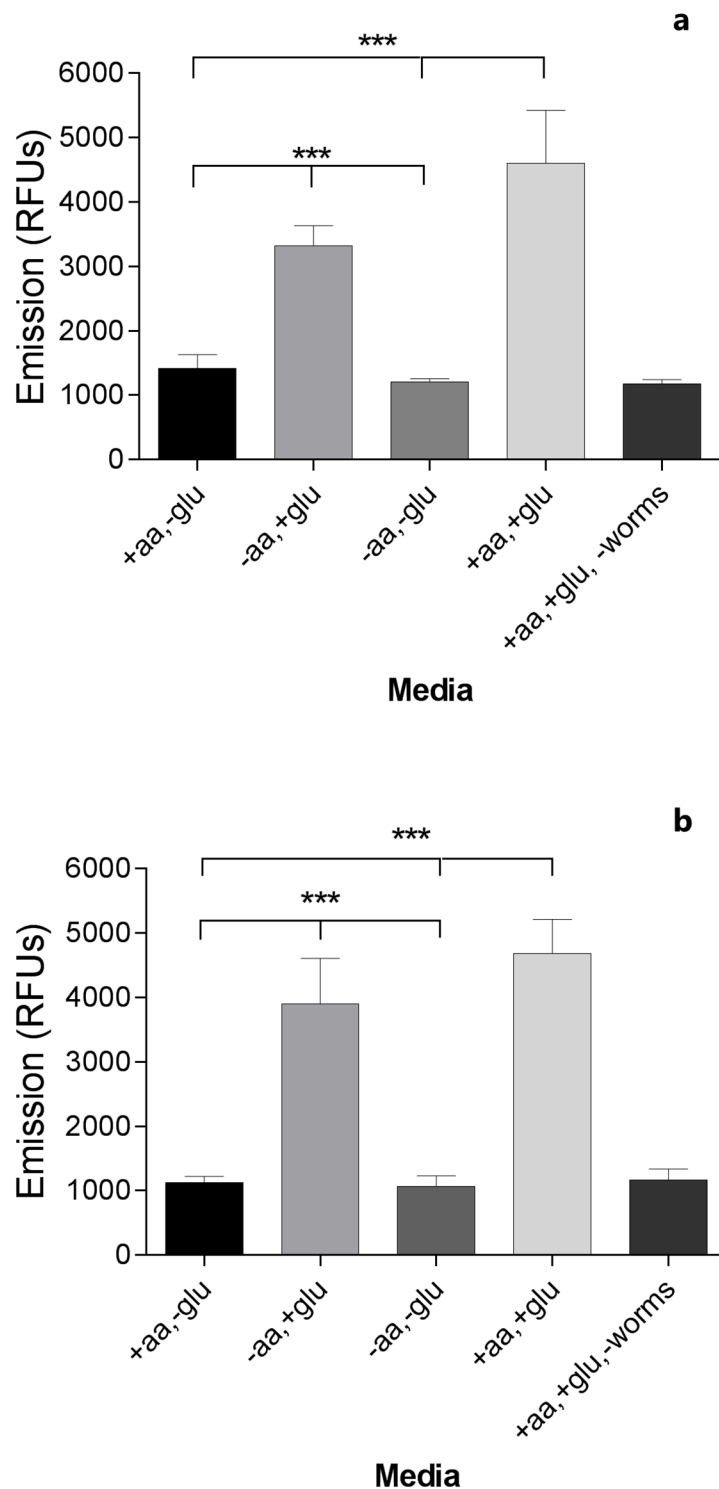 a
***
6000
5000
***
4000
3000
2000
1000
0
Emission (RFUs)
+aa,-glu
-aa,+glu
-aa,-glu
+aa,+glu
+aa,+glu, -worms
Media
b
***
6000
***
5000
4000
3000
2000
1000
0
Emission (RFUs)
+aa,-glu
-aa,+glu
-aa,-glu
+aa,+glu
+aa,+glu,-worms
Media